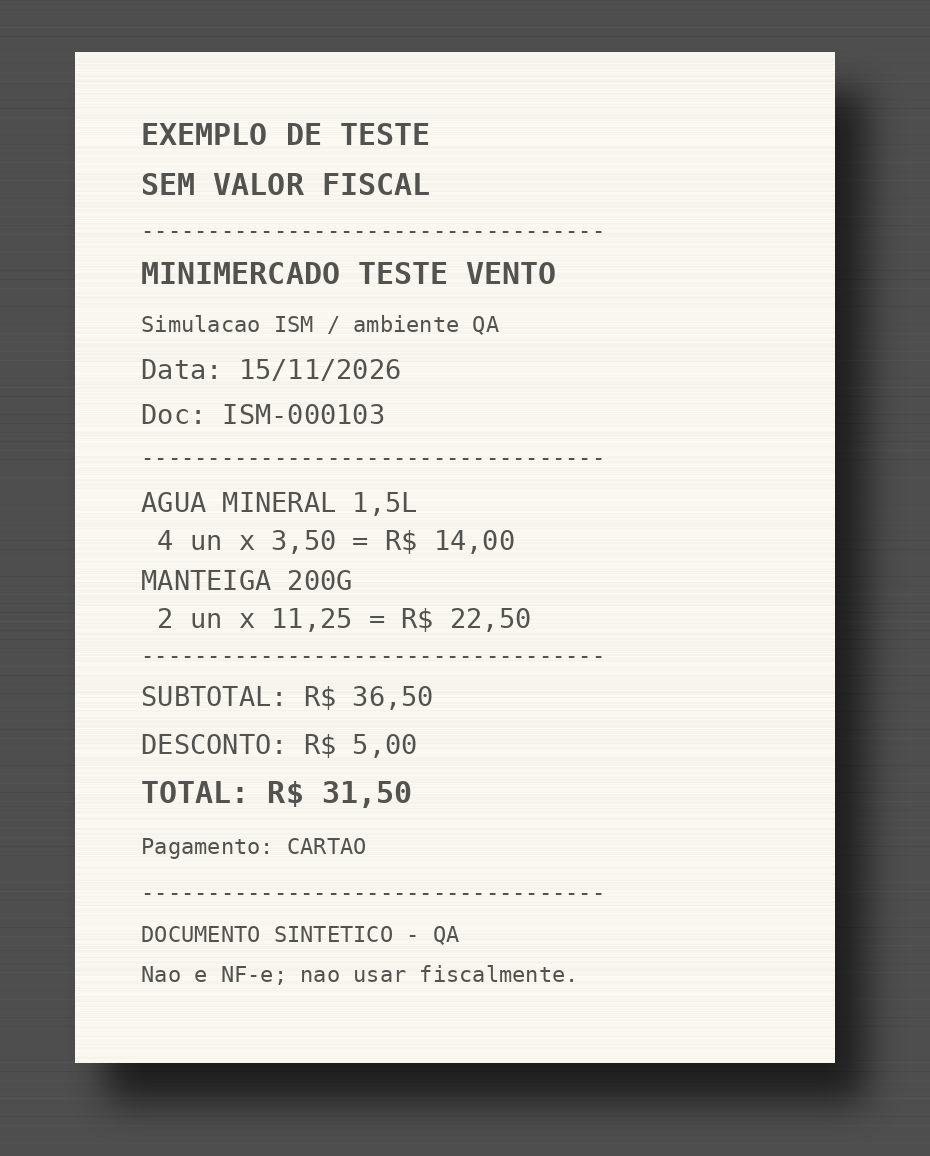 EXEMPLO DE TESTE
SEM VALOR FISCAL
-----------------------------------
MINIMERCADO TESTE VENTO
Simulacao ISM / ambiente QA
Data: 15/11/2026
Doc: ISM-000103
-----------------------------------
AGUA MINERAL 1,5L
4 un x 3,50 = R$ 14,00
MANTEIGA 200G
2 un x 11,25 = R$ 22,50
-----------------------------------
SUBTOTAL: R$ 36,50
DESCONTO: R$ 5,00
TOTAL: R$ 31,50
Pagamento: CARTAO
-----------------------------------
DOCUMENTO SINTETICO - QA
Nao e NF-e; nao usar fiscalmente.